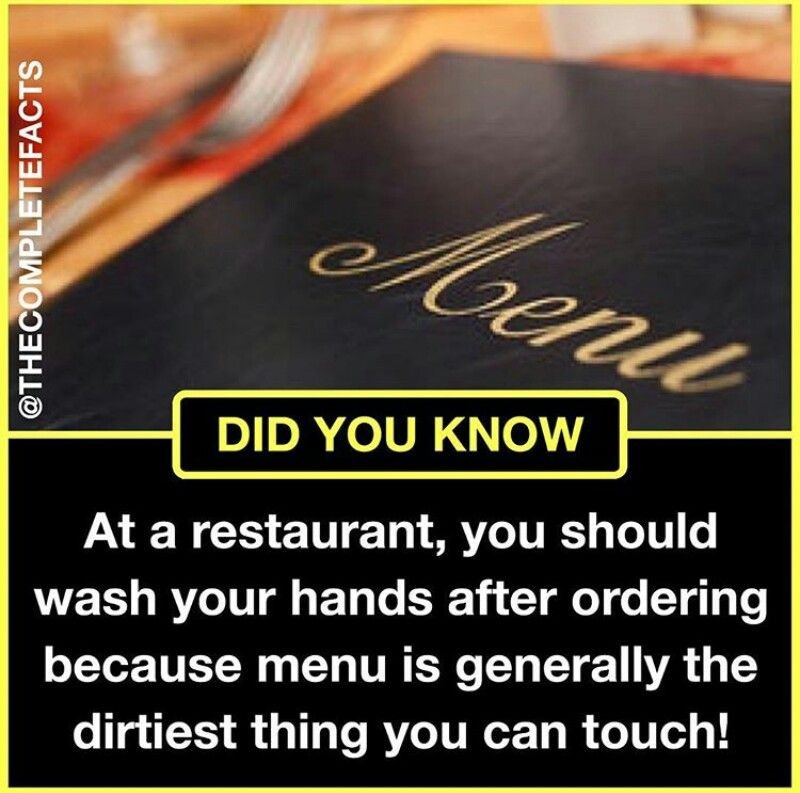 @THECOMPLETEFACTS
Menu
DID YOU KNOW
At a restaurant, you should
wash your hands after ordering
because menu is generally the
dirtiest thing you can touch!